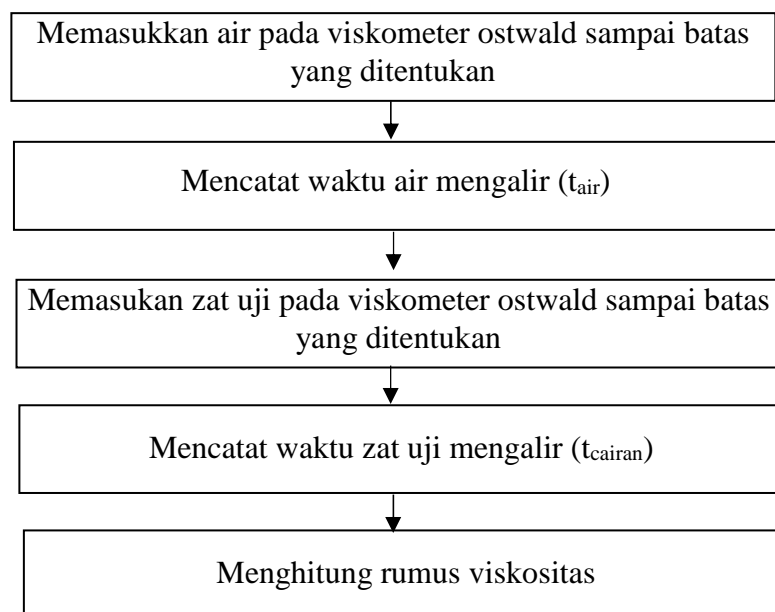 Memasukkan air pada viskometer ostwald sampai batas
yang ditentukan
Mencatat waktu air mengalir (tair)
Memasukan zat uji pada viskometer ostwald sampai batas
yang ditentukan
Mencatat waktu zat uji mengalir (tcairan)
Menghitung rumus viskositas